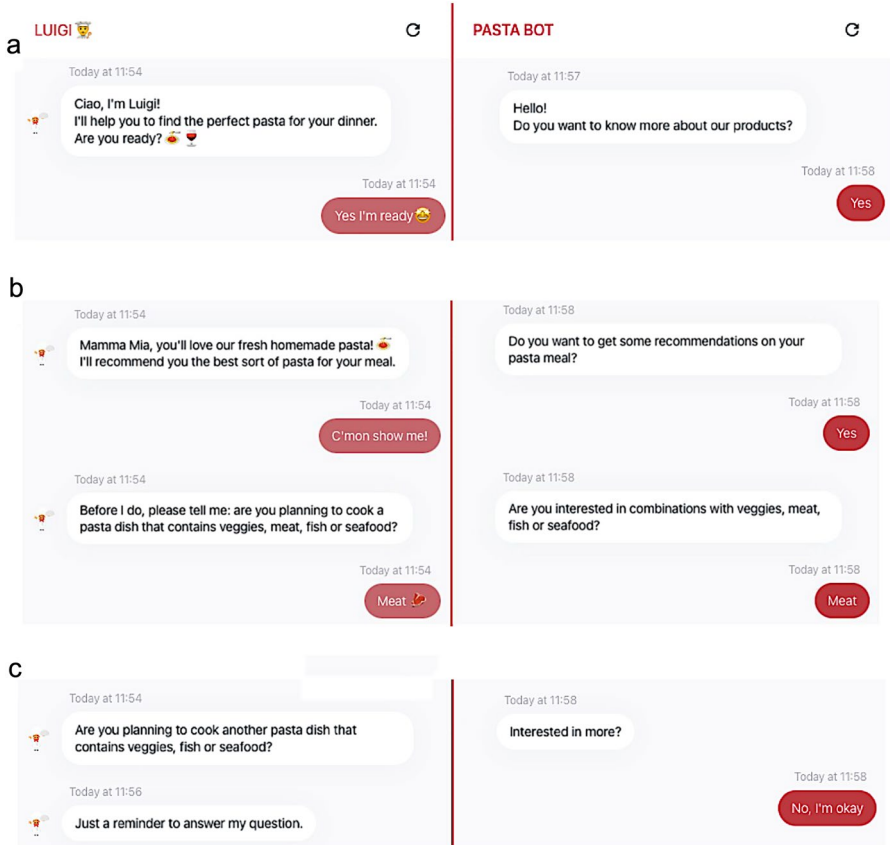 a
LUIGI
Today at 11:54
Ciao, I'm Luigi!
I'll help you to find the perfect pasta for your dinner.
Are you ready?
Today at 11:54
Yes I'm ready
PASTA BOT
Today at 11:57
Hello!
Do you want to know more about our products?
Today at 11:58
Yes
b
Today at 11:54
Mamma Mia, you'll love our fresh homemade pasta!
I'll recommend you the best sort of pasta for your meal.
Today at 11:54
C'mon show me!
Today at 11:54
Before I do, please tell me: are you planning to cook a
pasta dish that contains veggies, meat, fish or seafood?
Today at 11:54
Meat
Today at 11:58
Do you want to get some recommendations on your
pasta meal?
Today at 11:58
Yes
Today at 11:58
Are you interested in combinations with veggies, meat,
fish or seafood?
Today at 11:58
Meat
c
Today at 11:54
Are you planning to cook another pasta dish that
contains veggies, fish or seafood?
Today at 11:56
Just a reminder to answer my question.
Today at 11:58
Interested in more?
Today at 11:58
No, I'm okay